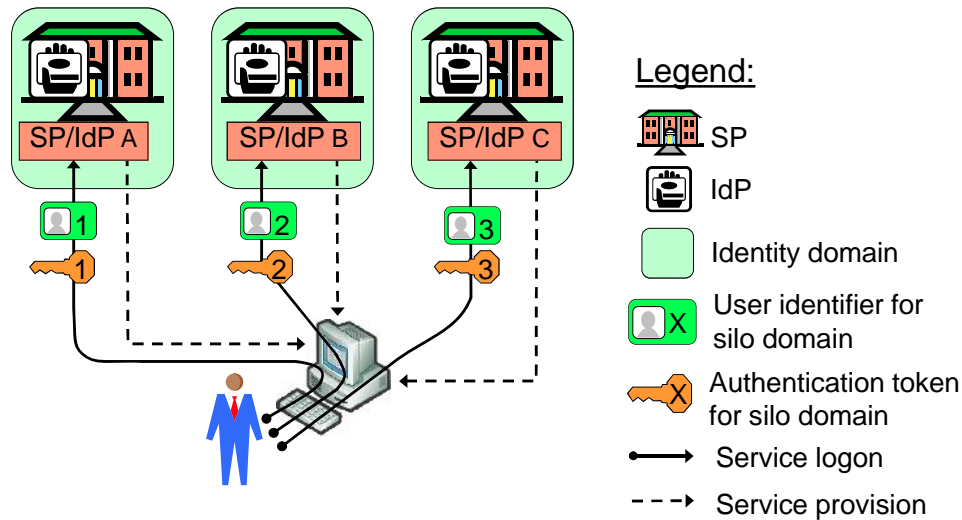 SP/IdP A
SP/IdP B
SP/IdP C
1
2
3
1
2
3
Legend:
SP
IdP
Identity domain
X
User identifier for
silo domain
X
Authentication token
for silo domain
Service logon
Service provision